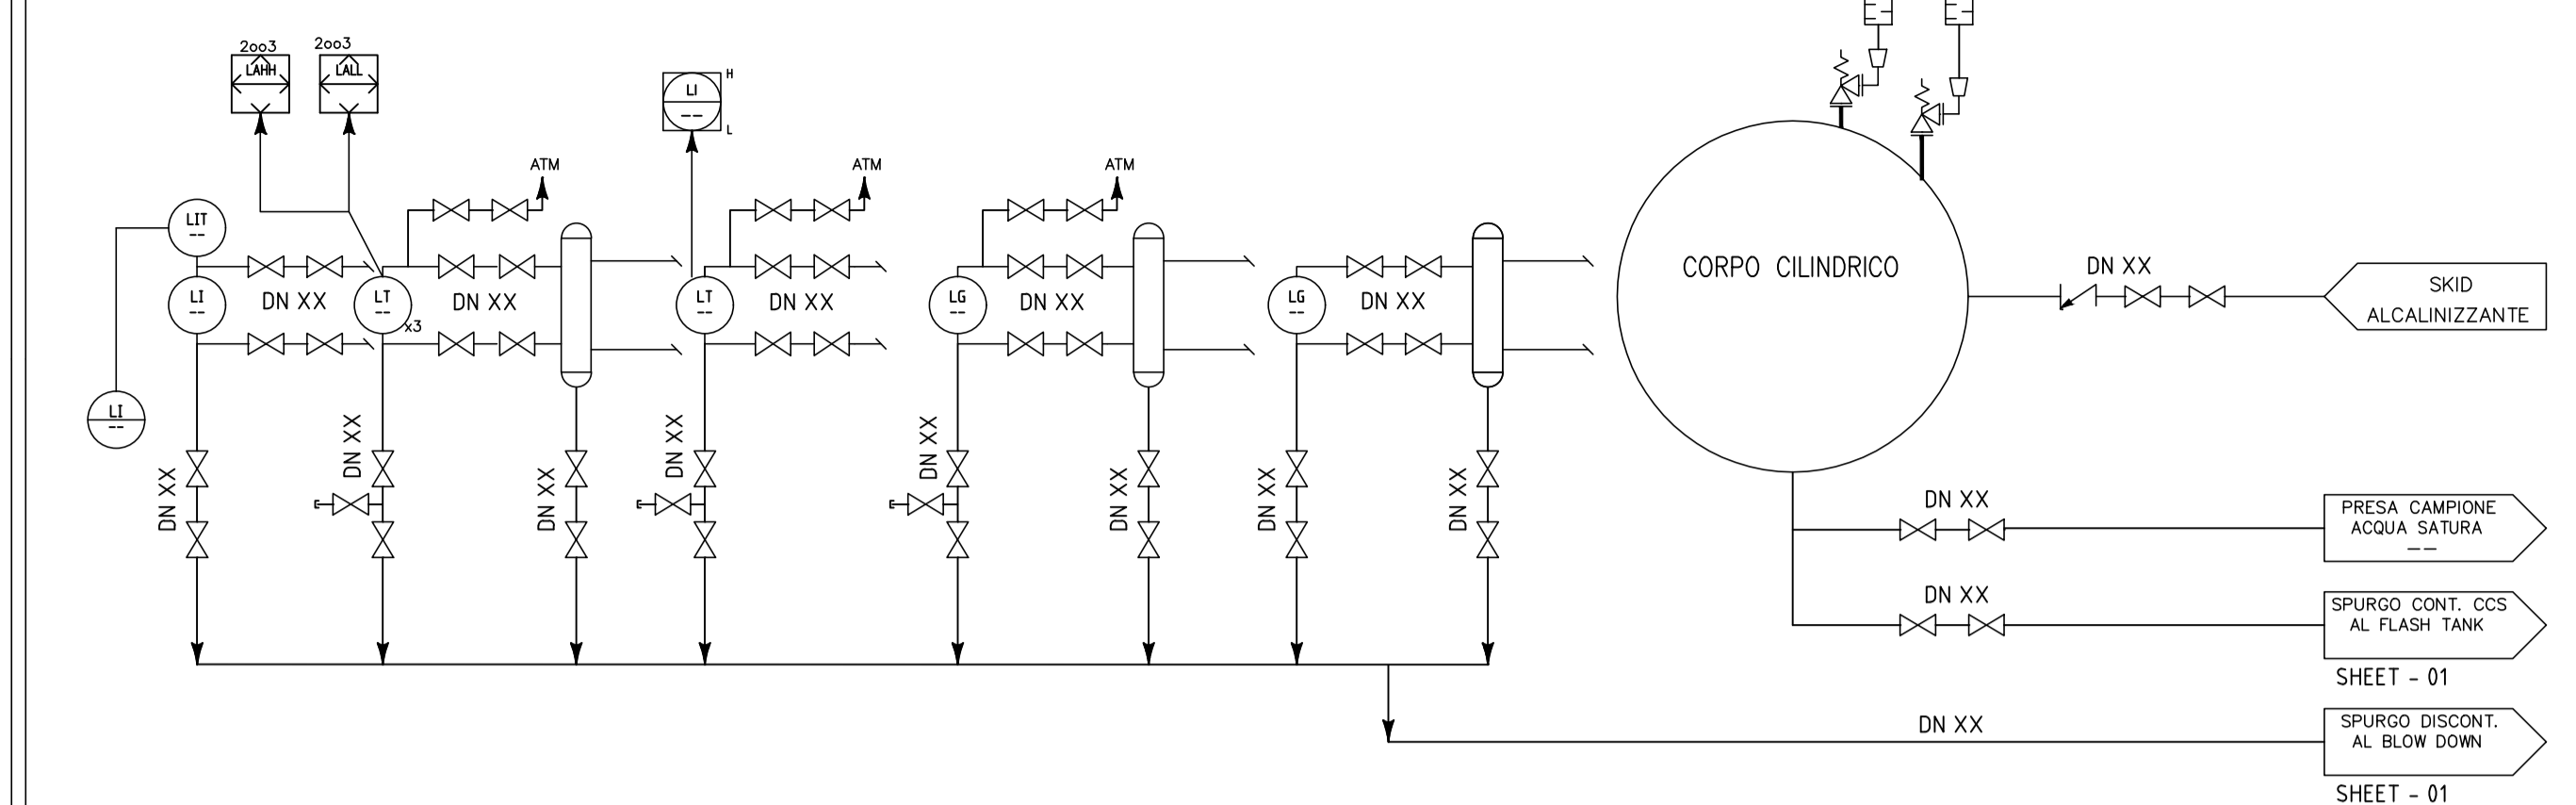 2oo3
2oo3
LAHH
LALL
LI
--
H
L
ATM
ATM
ATM
LIT
--
LI
--
DN XX
LT
--
x3
DN XX
LT
--
DN XX
LG
--
DN XX
LG
--
DN XX
CORPO CILINDRICO
DN XX
SKID
ALCALINIZZANTE
LI
--
DN XX
DN XX
DN XX
DN XX
DN XX
DN XX
DN XX
DN XX
DN XX
PRESA CAMPIONE
ACQUA SATURA
--
DN XX
SPURGO CONT. CCS
AL FLASH TANK
SHEET - 01
DN XX
SPURGO DISCONT.
AL BLOW DOWN
SHEET - 01